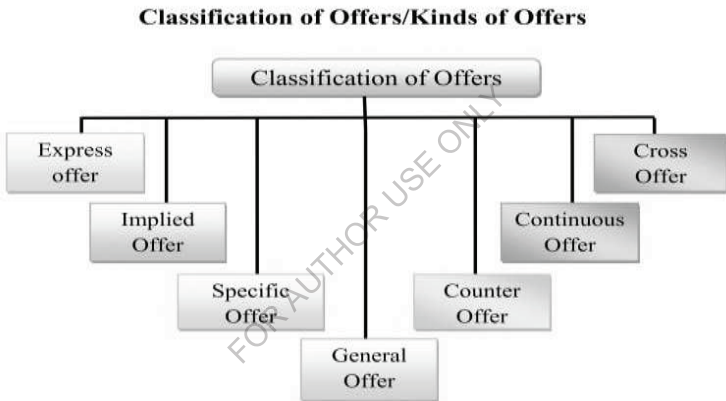 Classification of Offers/Kinds of Offers
Classification of Offers
Express
offer
Implied
Offer
Specific
Offer
General
Offer
Counter
Offer
Continuous
Offer
Cross
Offer
FOR AUTHOR USE ONLY